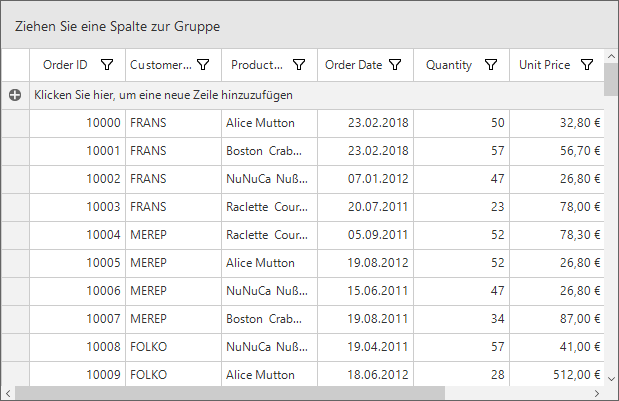 Ziehen Sie eine Spalte zur Gruppe
Order ID Customer... Product... Order Date Quantity Unit Price
Klicken Sie hier, um eine neue Zeile hinzuzufügen
10000 FRANS Alice Mutton 23.02.2018 50 32,80 €
10001 FRANS Boston Crab... 23.02.2018 57 56,70 €
10002 FRANS NuNuCa Nuß... 07.01.2012 47 26,80 €
10003 FRANS Raclette Cour... 20.07.2011 23 78,00 €
10004 MEREP Raclette Cour... 05.09.2011 52 78,30 €
10005 MEREP Alice Mutton 19.08.2012 52 26,80 €
10006 MEREP NuNuCa Nuß... 15.06.2011 47 26,80 €
10007 MEREP Boston Crab... 19.08.2011 34 87,00 €
10008 FOLKO NuNuCa Nuß... 19.04.2011 57 41,00 €
10009 FOLKO Alice Mutton 18.06.2012 28 512,00 €